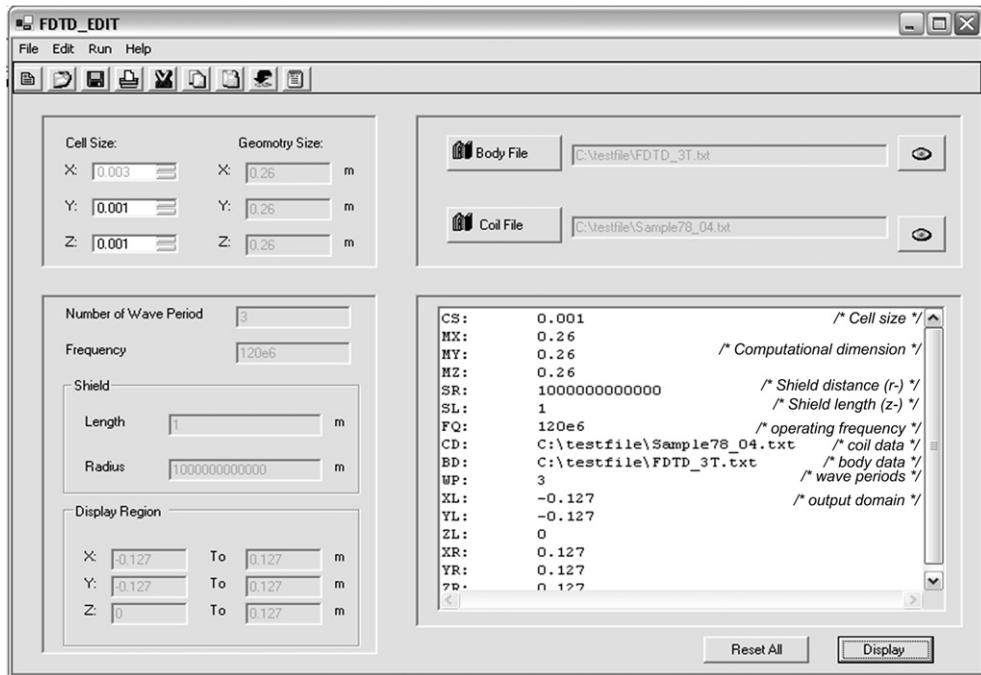 FDTD_EDIT
File Edit Run Help
Cell Size: Geomotry Size:
X: 0.003 X: 0.26 m
Y: 0.001 Y: 0.26 m
Z: 0.001 Z: 0.26 m
Body File C:\testfile\FDTD_3T.txt
Coil File C:\testfile\Sample78_04.txt
Number of Wave Period 3
Frequency 120e6
Shield
Length 1 m
Radius 1000000000000 m
Display Region
X: -0.127 To 0.127 m
Y: -0.127 To 0.127 m
Z: 0 To 0.127 m
CS: 0.001 /* Cell size */
MX: 0.26
MY: 0.26 /* Computational dimension */
MZ: 0.26
SR: 1000000000000 /* Shield distance (r-) */
SL: 1 /* Shield length (z-) */
FQ: 120e6 /* operating frequency */
CD: C:\testfile\Sample78_04.txt /* coil data */
BD: C:\testfile\FDTD_3T.txt /* body data */
WP: 3 /* wave periods */
XL: -0.127 /* output domain */
YL: -0.127
ZL: 0
XR: 0.127
YR: 0.127
ZR: 0.127
Reset All Display